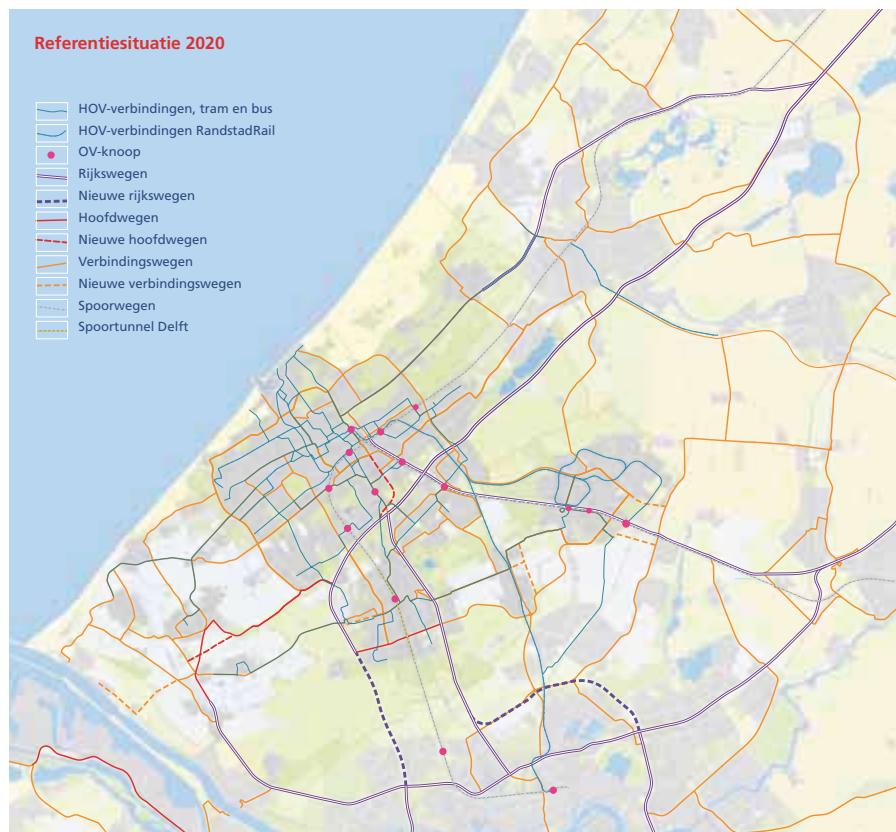 Referentiesituatie 2020
HOV-verbindingen, tram en bus
HOV-verbindingen RandstadRail
OV-knoop
Rijkswegen
Nieuwe rijkswegen
Hoofdwegen
Nieuwe hoofdwegen
Verbindingswegen
Nieuwe verbindingswegen
Spoorwegen
Spoortunnel Delft